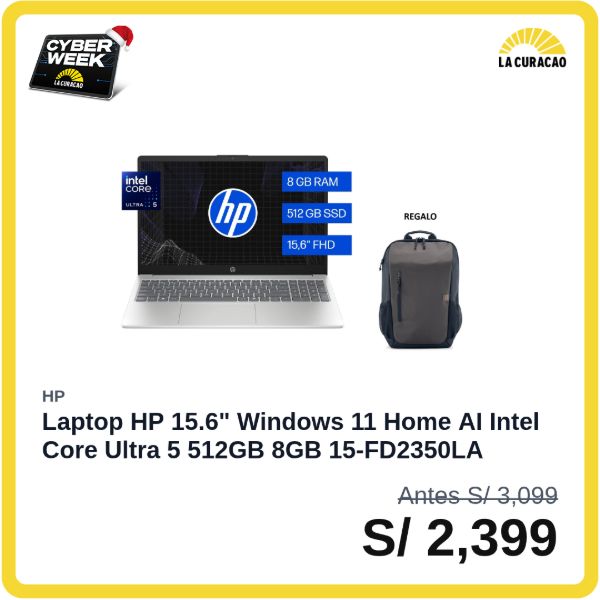 CYBER
WEEK
LA CURACAO
LA CURACAO
intel
CORE
ULTRA 5
8 GB RAM
hp
512 GB SSD
15,6" FHD
REGALO
HP
Laptop HP 15.6" Windows 11 Home AI Intel
Core Ultra 5 512GB 8GB 15-FD2350LA
Antes S/ 3,099
S/ 2,399